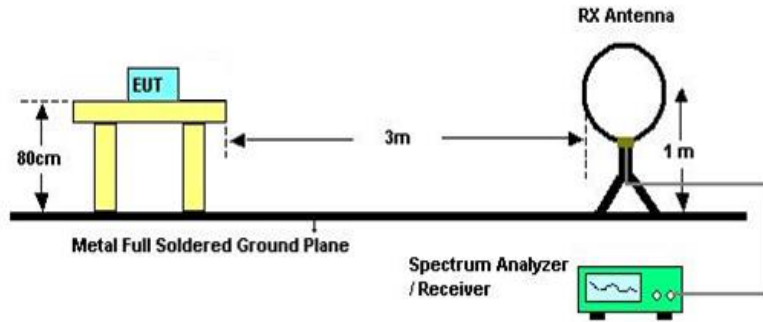 RX Antenna
EUT
80cm
3m
1 m
Metal Full Soldered Ground Plane
Spectrum Analyzer
/ Receiver